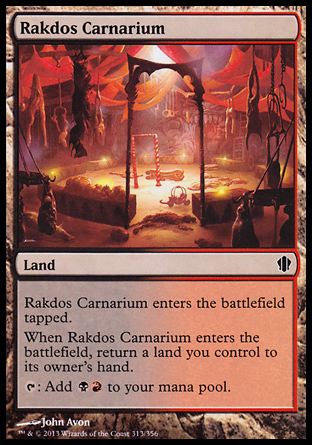 Rakdos Carnarium
Land
Rakdos Carnarium enters the battlefield
tapped.
When Rakdos Carnarium enters the
battlefield, return a land you control to
its owner's hand.
: Add to your mana pool.
John Avon
™ & © 2013 Wizards of the Coast 313/356